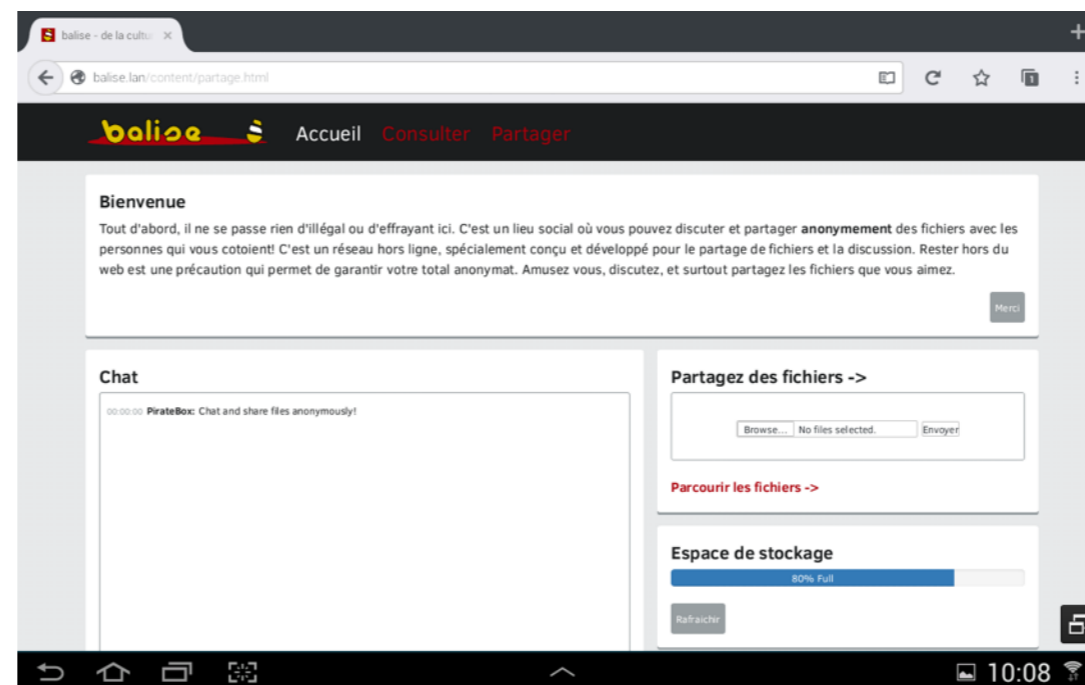 balise - de la cultu
balise.lan/content/partage.html
1
balise Accueil Consulter Partager
Bienvenue
Tout d'abord, il ne se passe rien d'illégal ou d'effrayant ici. C'est un lieu social où vous pouvez discuter et partager anonymement des fichiers avec les
personnes qui vous cotoient! C'est un réseau hors ligne, spécialement conçu et développé pour le partage de fichiers et la discussion. Rester hors du
web est une précaution qui permet de garantir votre total anonymat. Amusez vous, discutez, et surtout partagez les fichiers que vous aimez.
Merci
Chat
00:00:00 PirateBox: Chat and share files anonymously!
Partagez des fichiers ->
Browse... No files selected. Envoyer
Parcourir les fichiers ->
Espace de stockage
80% Full
Rafraichir
10:08